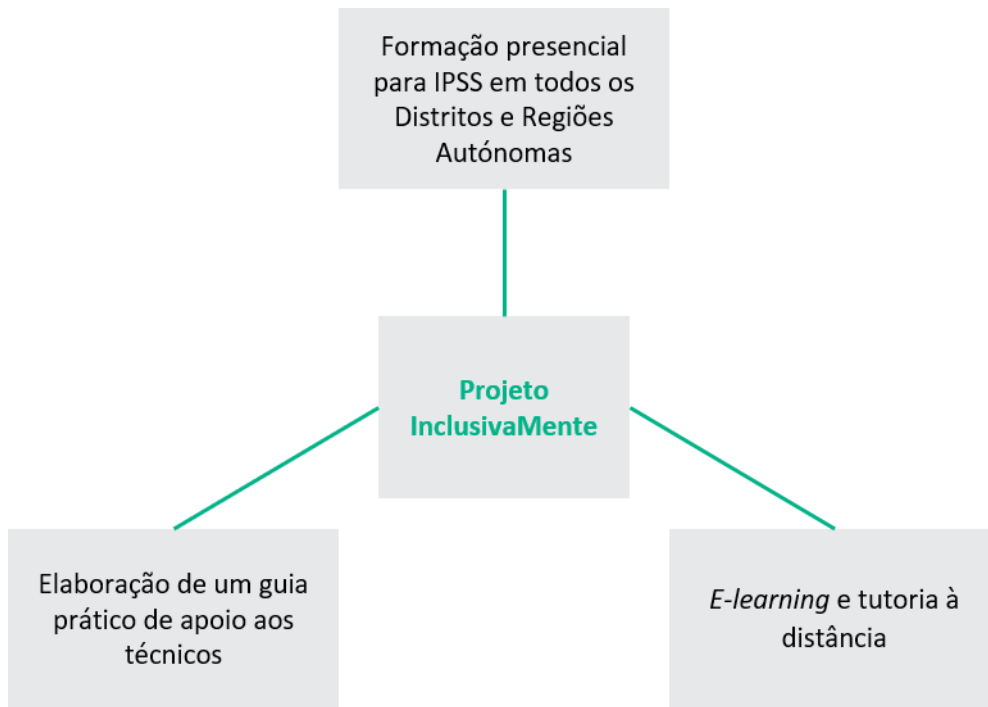 Formação presencial
para IPSS em todos os
Distritos e Regiões
Autónomas
Projeto
InclusivaMente
Elaboração de um guia
prático de apoio aos
técnicos
E-learning e tutoria à
distância